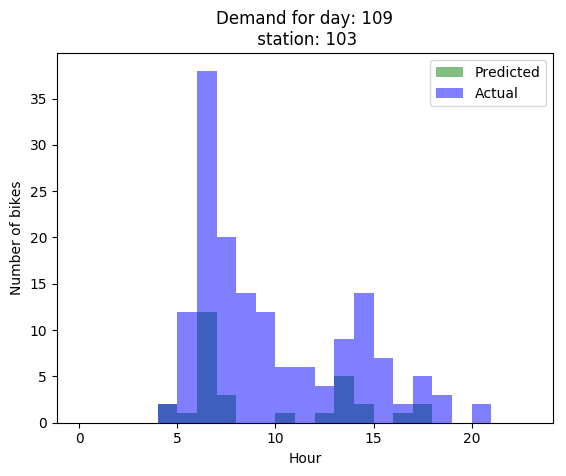 Demand for day: 109
station: 103
Predicted
Actual
Number of bikes
35
30
25
20
15
10
5
0
0
5
10
15
20
Hour